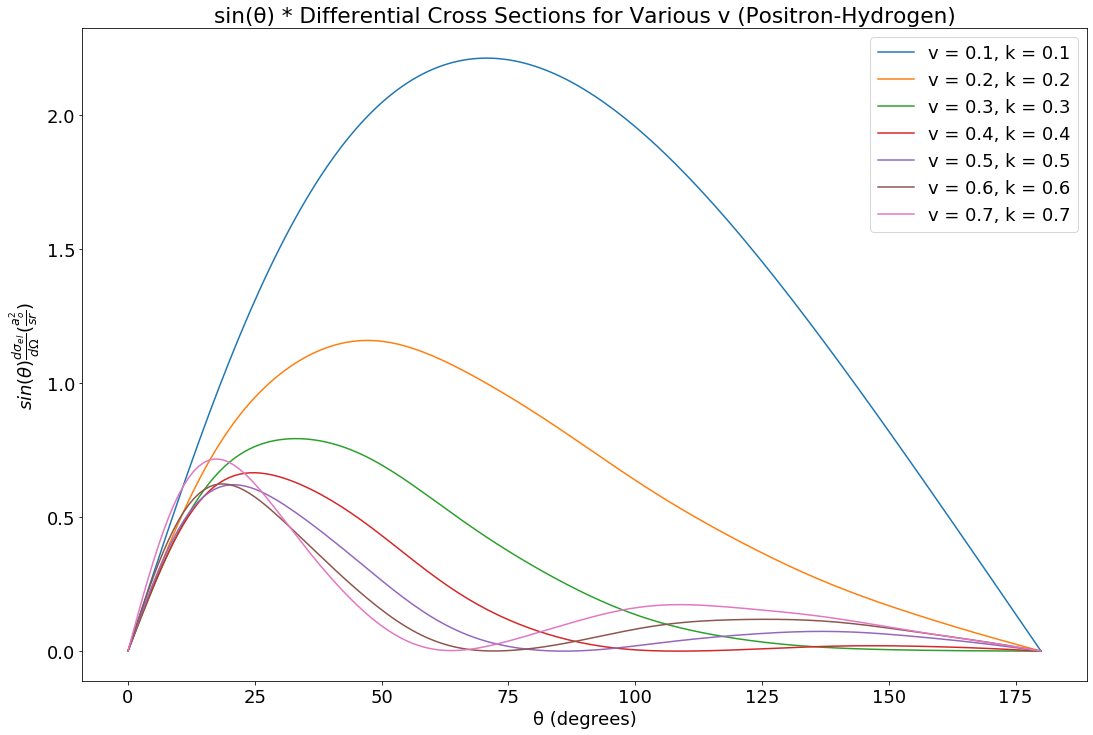 sin(θ) * Differential Cross Sections for Various v (Positron-Hydrogen)
v = 0.1, k = 0.1
v = 0.2, k = 0.2
v = 0.3, k = 0.3
v = 0.4, k = 0.4
v = 0.5, k = 0.5
v = 0.6, k = 0.6
v = 0.7, k = 0.7
sin(θ) dσ_el/dΩ (a_o^2/sr)
2.0
1.5
1.0
0.5
0.0
0 25 50 75 100 125 150 175
θ (degrees)